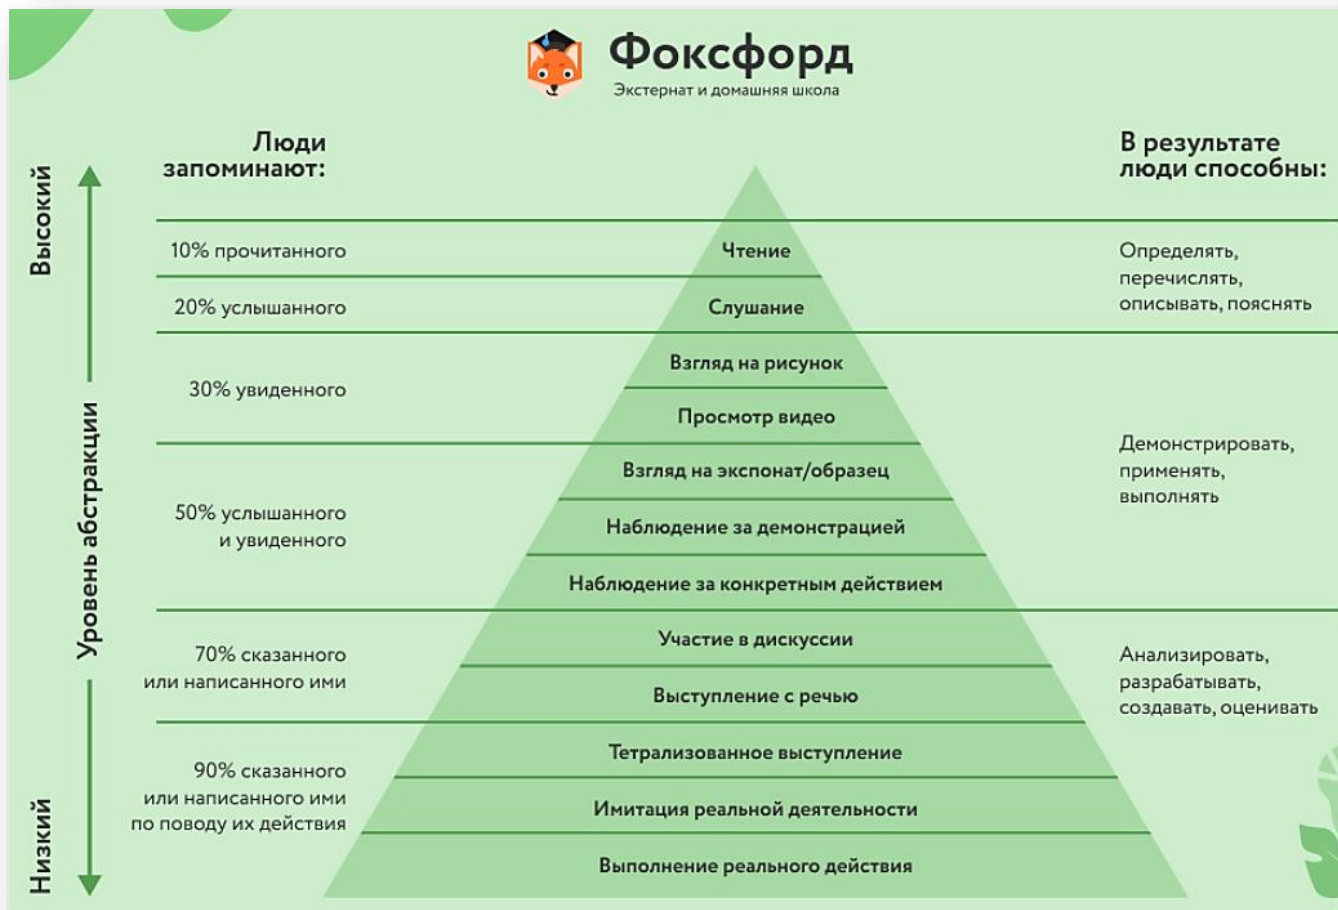 Фоксфорд
Экстернат и домашняя школа
Люди
запоминают:
В результате
люди способны:
Высокий
Уровень абстракции
Низкий
10% прочитанного
Чтение
Определять,
перечислять,
описывать, пояснять
20% услышанного
Слушание
30% увиденного
Взгляд на рисунок
Просмотр видео
50% услышанного
и увиденного
Взгляд на экспонат/образец
Наблюдение за демонстрацией
Наблюдение за конкретным действием
Демонстрировать,
применять,
выполнять
70% сказанного
или написанного ими
Участие в дискуссии
Выступление с речью
Анализировать,
разрабатывать,
создавать, оценивать
90% сказанного
или написанного ими
по поводу их действия
Тетрализованное выступление
Имитация реальной деятельности
Выполнение реального действия